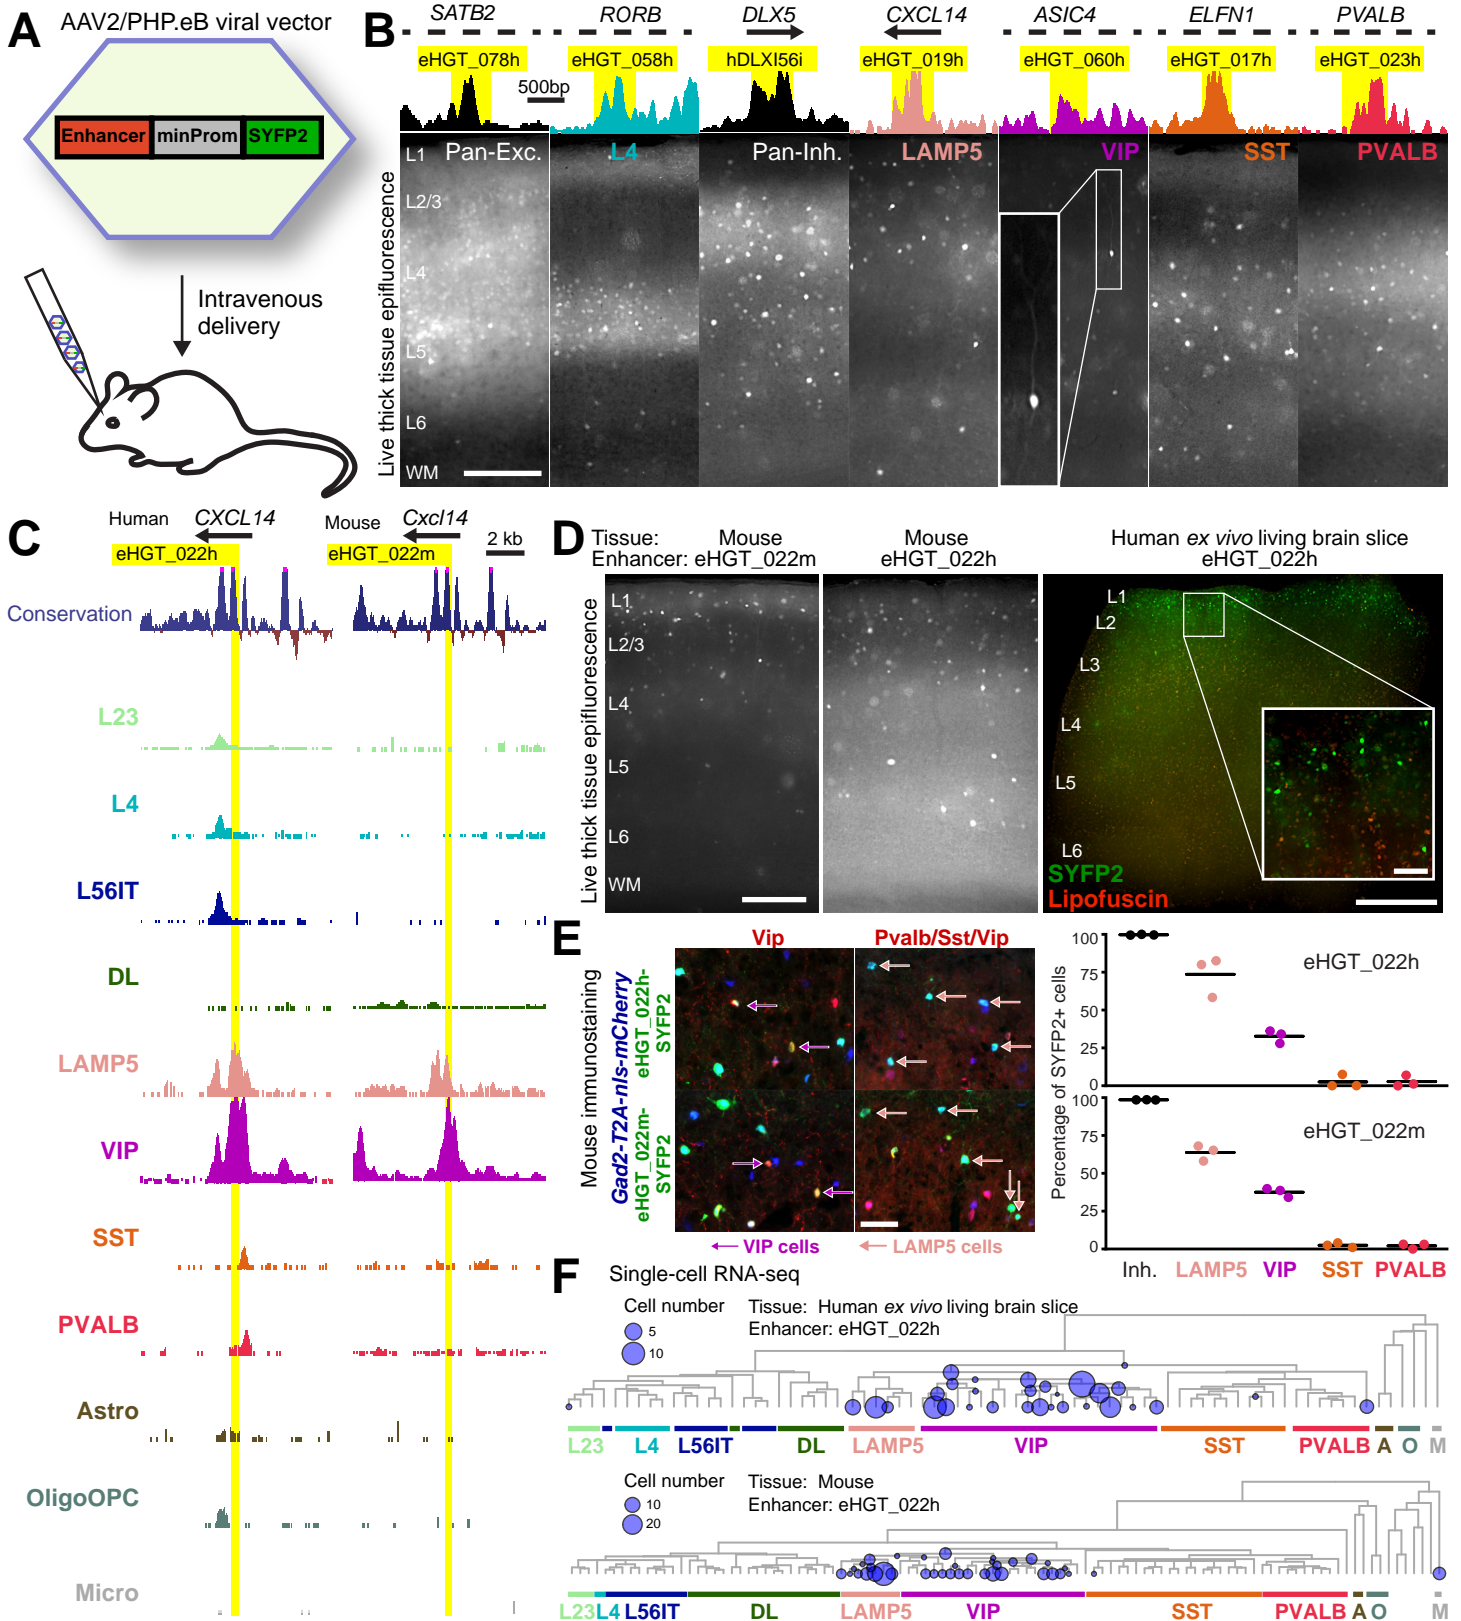 A
AAV2/PHP.eB viral vector
Enhancer
minProm
SYFP2
Intravenous
delivery
B
SATB2
RORB
DLX5
CXCL14
ASIC4
ELFN1
PVALB
eHGT_078h
eHGT_058h
hDLXI56i
eHGT_019h
eHGT_060h
eHGT_017h
eHGT_023h
500bp
Live thick tissue epifluorescence
L1
L2/3
L4
L5
L6
WM
Pan-Exc.
L4
Pan-Inh.
LAMP5
VIP
SST
PVALB
C
Human
CXCL14
Mouse
Cxcl14
eHGT_022h
eHGT_022m
2 kb
Conservation
L23
L4
L56IT
DL
LAMP5
VIP
SST
PVALB
Astro
OligoOPC
Micro
D
Tissue:
Mouse
Mouse
Human ex vivo living brain slice
Enhancer: eHGT_022m
eHGT_022h
eHGT_022h
Live thick tissue epifluorescence
L1
L2/3
L4
L5
L6
WM
L1
L2
L3
L4
L5
L6
SYFP2
Lipofuscin
E
Mouse immunostaining
Gad2-T2A-nls-mCherry
eHGT_022h-
SYFP2
eHGT_022m-
SYFP2
Vip
Pvalb/Sst/Vip
VIP cells
LAMP5 cells
Percentage of SYFP2+ cells
100
75
50
25
0
eHGT_022h
100
75
50
25
0
eHGT_022m
Inh.
LAMP5
VIP
SST
PVALB
F
Single-cell RNA-seq
Cell number
5
10
Tissue: Human ex vivo living brain slice
Enhancer: eHGT_022h
L23
L4
L56IT
DL
LAMP5
VIP
SST
PVALB
A
O
M
Cell number
10
20
Tissue: Mouse
Enhancer: eHGT_022h
L23
L4
L56IT
DL
LAMP5
VIP
SST
PVALB
A
O
M